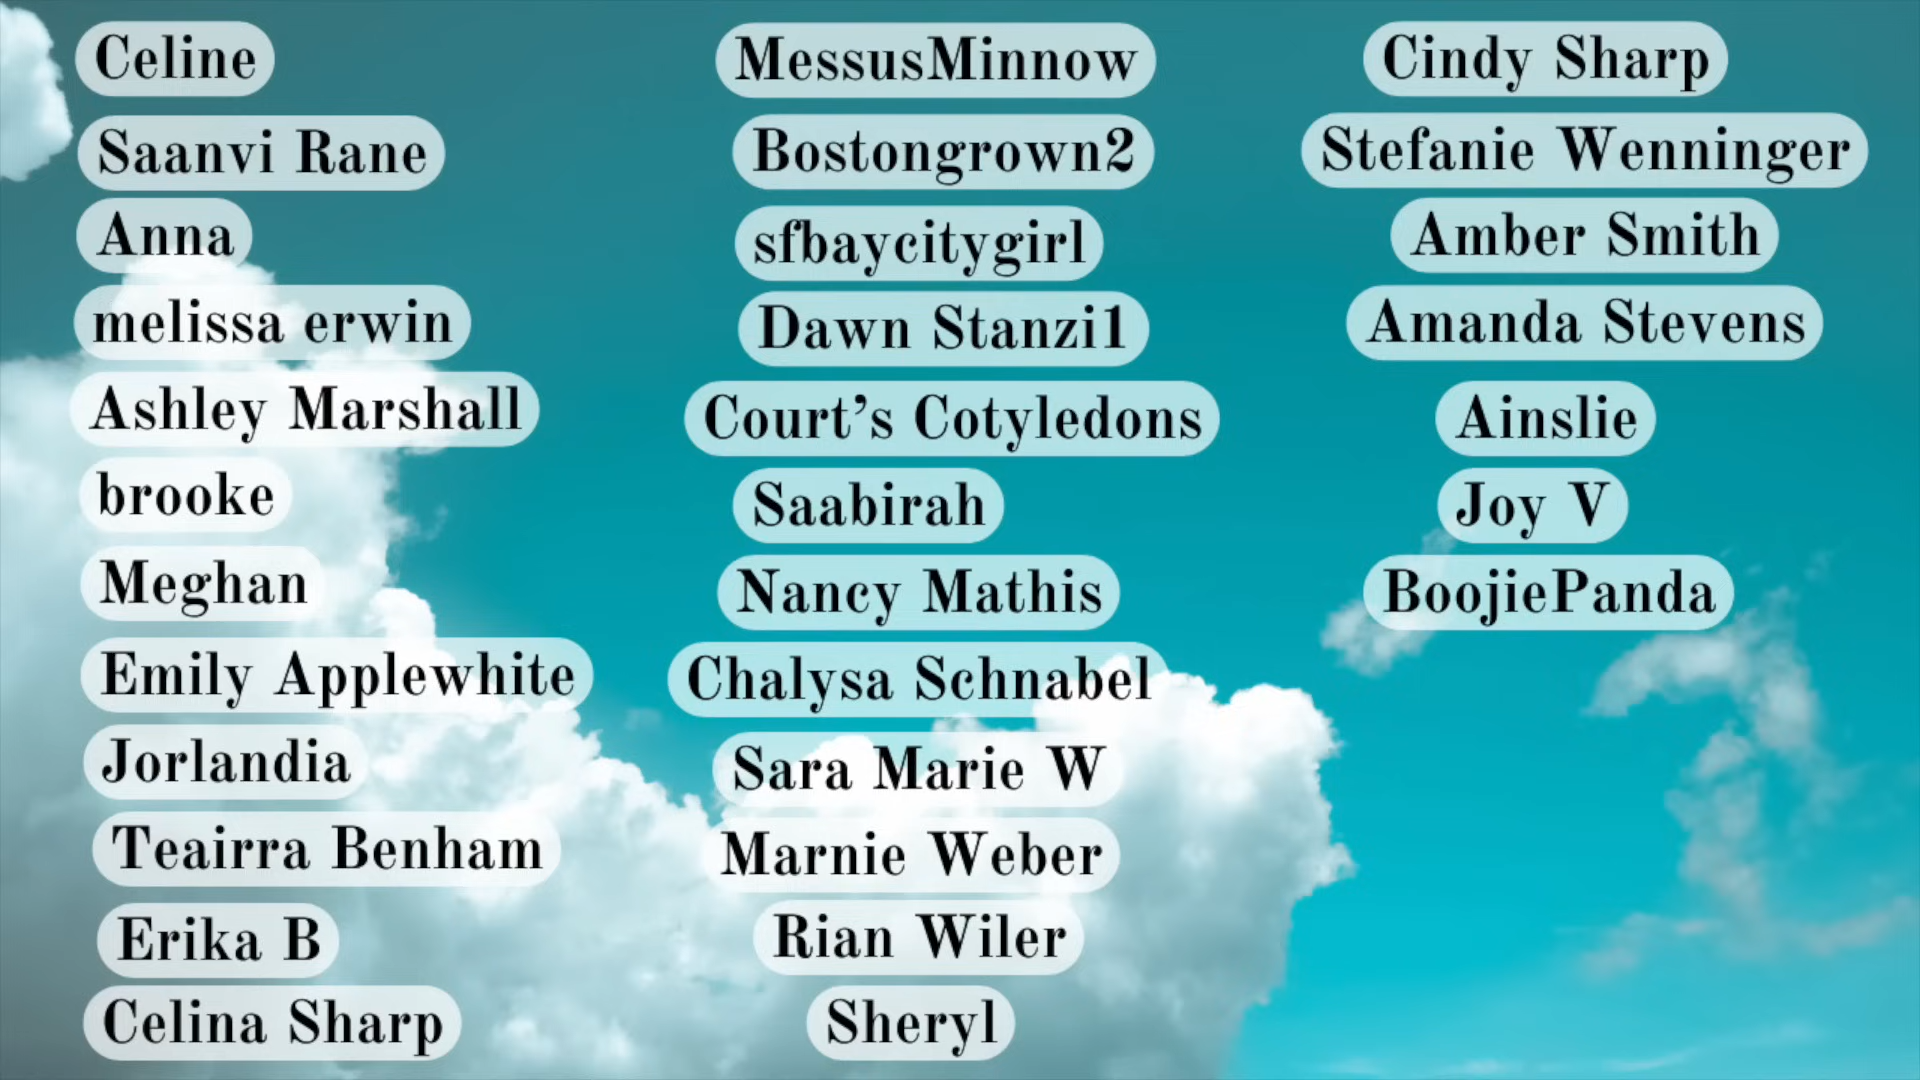 Celine
Saanvi Rane
Anna
melissa erwin
Ashley Marshall
brooke
Meghan
Emily Applewhite
Jorlandia
Teairra Benham
Erika B
Celina Sharp
MessusMinnow
Bostongrown2
sfbaycitygirl
Dawn Stanzi1
Court’s Cotyledons
Saabirah
Nancy Mathis
Chalysa Schnabel
Sara Marie W
Marnie Weber
Rian Wiler
Sheryl
Cindy Sharp
Stefanie Wenninger
Amber Smith
Amanda Stevens
Ainslie
Joy V
BoojiePanda